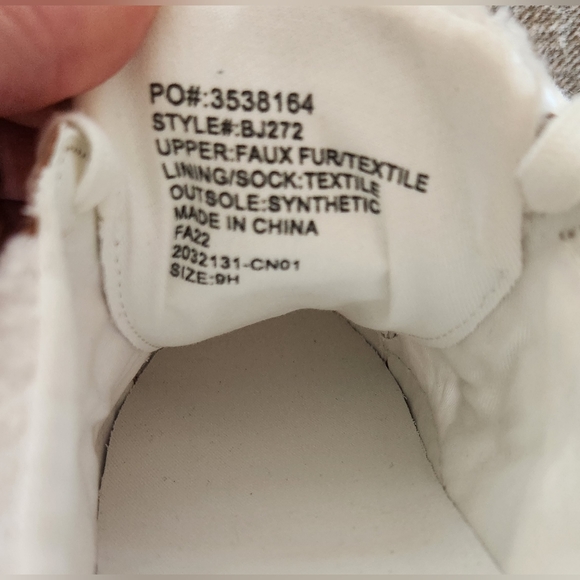 PO#:3538164
STYLE#:BJ272
UPPER:FAUX FUR/TEXTILE
LINING/SOCK:TEXTILE
OUTSOLE:SYNTHETIC
MADE IN CHINA
FA22
2032131-CN01
SIZE:9H